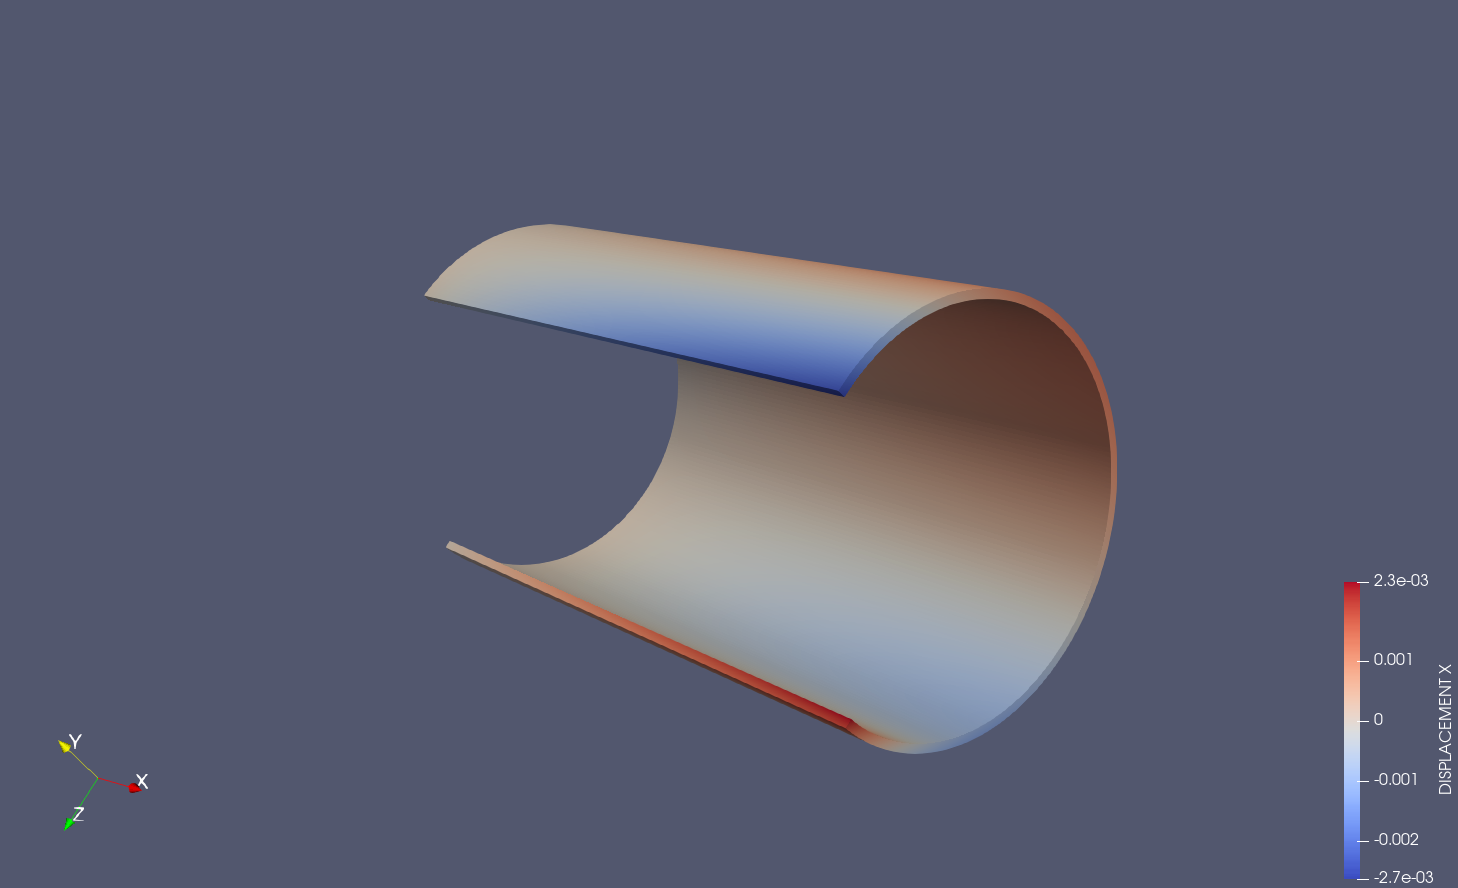 2.3e-03
0.001
0
-0.001
-0.002
-2.7e-03
DISPLACEMENT X
Y
X
Z